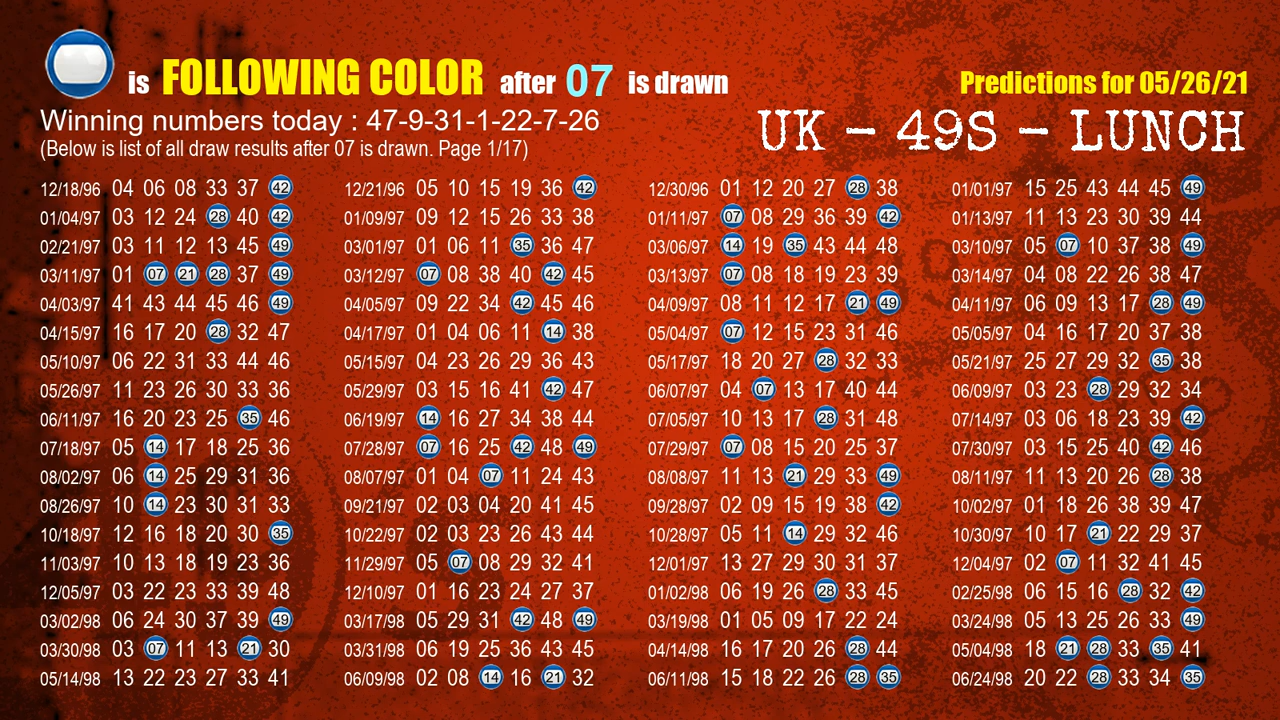 is FOLLOWING COLOR after 07 is drawn
Predictions for 05/26/21
Winning numbers today : 47-9-31-1-22-7-26
UK - 49S - LUNCH
(Below is list of all draw results after 07 is drawn. Page 1/17)
12/18/96 04 06 08 33 37 42 12/21/96 05 10 15 19 36 42 12/30/96 01 12 20 27 28 38 01/01/97 15 25 43 44 45 49
01/04/97 03 12 24 28 40 42 01/09/97 09 12 15 26 33 38 01/11/97 07 08 29 36 39 42 01/13/97 11 13 23 30 39 44
02/21/97 03 11 12 13 45 49 03/01/97 01 06 11 35 36 47 03/06/97 14 19 35 43 44 48 03/10/97 05 07 10 37 38 49
03/11/97 01 07 21 28 37 49 03/12/97 07 08 38 40 42 45 03/13/97 07 08 18 19 23 39 03/14/97 04 08 22 26 38 47
04/03/97 41 43 44 45 46 49 04/05/97 09 22 34 42 45 46 04/09/97 08 11 12 17 21 49 04/11/97 06 09 13 17 28 49
04/15/97 16 17 20 28 32 47 04/17/97 01 04 06 11 14 38 05/04/97 07 12 15 23 31 46 05/05/97 04 16 17 20 37 38
05/10/97 06 22 31 33 44 46 05/15/97 04 23 26 29 36 43 05/17/97 18 20 27 28 32 33 05/21/97 25 27 29 32 35 38
05/26/97 11 23 26 30 33 36 05/29/97 03 15 16 41 42 47 06/07/97 04 07 13 17 40 44 06/09/97 03 23 28 29 32 34
06/11/97 16 20 23 25 35 46 06/19/97 14 16 27 34 38 44 07/05/97 10 13 17 28 31 48 07/14/97 03 06 18 23 39 42
07/18/97 05 14 17 18 25 36 07/28/97 07 16 25 42 48 49 07/29/97 07 08 15 20 25 37 07/30/97 03 15 25 40 42 46
08/02/97 06 14 25 29 31 36 08/07/97 01 04 07 11 24 43 08/08/97 11 13 21 29 33 49 08/11/97 11 13 20 26 28 38
08/26/97 10 14 23 30 31 33 09/21/97 02 03 04 20 41 45 09/28/97 02 09 15 19 38 42 10/02/97 01 18 26 38 39 47
10/18/97 12 16 18 20 30 35 10/22/97 02 03 23 26 43 44 10/28/97 05 11 14 29 32 46 10/30/97 10 17 21 22 29 37
11/03/97 10 13 18 19 23 36 11/29/97 05 07 08 29 32 41 12/01/97 13 27 29 30 31 37 12/04/97 02 07 11 32 41 45
12/05/97 03 22 23 33 39 48 12/10/97 01 16 23 24 27 37 01/02/98 06 19 26 28 33 45 02/25/98 06 15 16 28 32 42
03/02/98 06 24 30 37 39 49 03/17/98 05 29 31 42 48 49 03/19/98 01 05 09 17 22 24 03/24/98 05 13 25 26 33 49
03/30/98 03 07 11 13 21 30 03/31/98 06 19 25 36 43 45 04/14/98 16 17 20 26 28 44 05/04/98 18 21 28 33 35 41
05/14/98 13 22 23 27 33 41 06/09/98 02 08 14 16 21 32 06/11/98 15 18 22 26 28 35 06/24/98 20 22 28 33 34 35